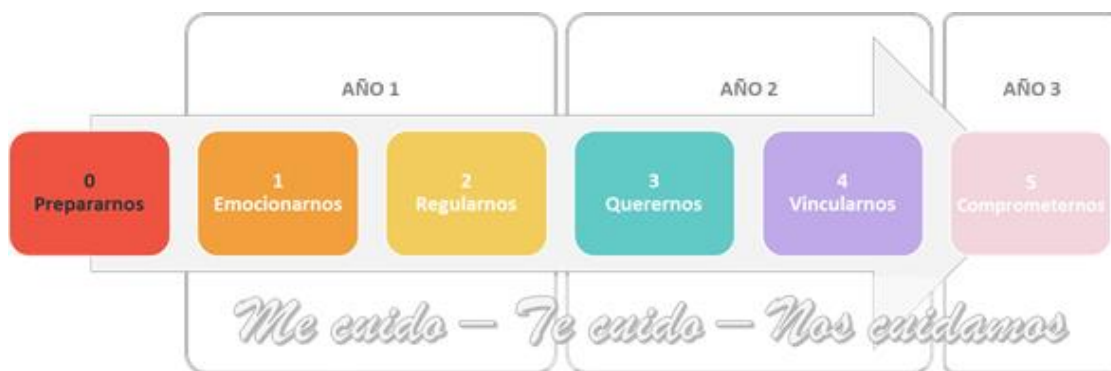 AÑO 1
AÑO 2
AÑO 3
0
Prepararnos
1
Emocionarnos
2
Regularnos
3
Querernos
4
Vincularnos
5
Comprometernos
Me cuido – Te cuido – Nos cuidamos